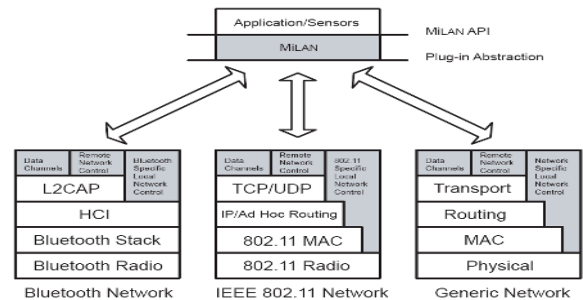 Application/Sensors
MiLAN
MiLAN API
Plug-in Abstraction
Data
Channels
Remote
Network
Control
Bluetooth
Specific
Local
Network
Control
L2CAP
HCI
Bluetooth Stack
Bluetooth Radio
Bluetooth Network
Data
Channels
Remote
Network
Control
802.11
Specific
Local
Network
Control
TCP/UDP
IP/Ad Hoc Routing
802.11 MAC
802.11 Radio
IEEE 802.11 Network
Data
Channels
Remote
Network
Control
Network
Specific
Local
Network
Control
Transport
Routing
MAC
Physical
Generic Network